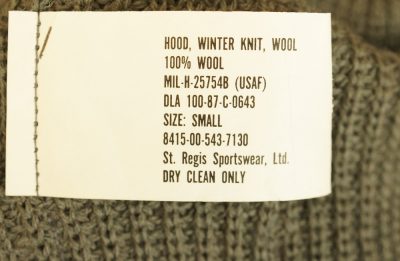 HOOD, WINTER KNIT, WOOL
100% WOOL
MIL-H-25754B (USAF)
DLA 100-87-C-0643
SIZE: SMALL
8415-00-543-7130
St. Regis Sportswear, Ltd.
DRY CLEAN ONLY